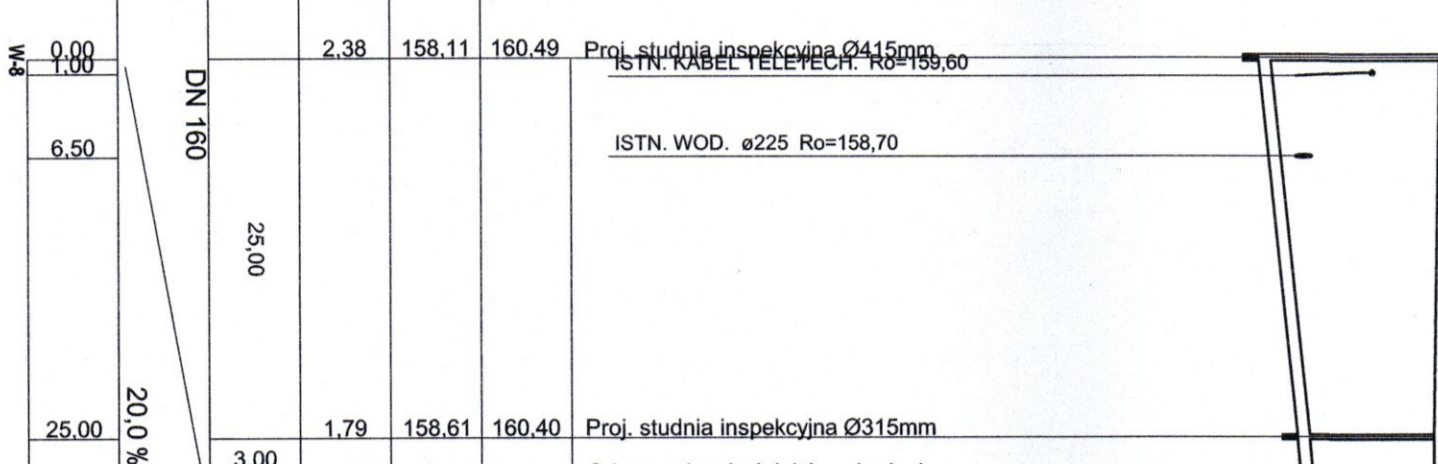 W-8
0,00 2,38 158,11 160,49 Proj. studnia inspekcyjna Ø415mm
1,00 ISTN. KABEL TELETECH. Ro=159,60
DN 160
6,50 ISTN. WOD. ø225 Ro=158,70
25,00
20,0 %
25,00 1,79 158,61 160,40 Proj. studnia inspekcyjna Ø315mm
3,00